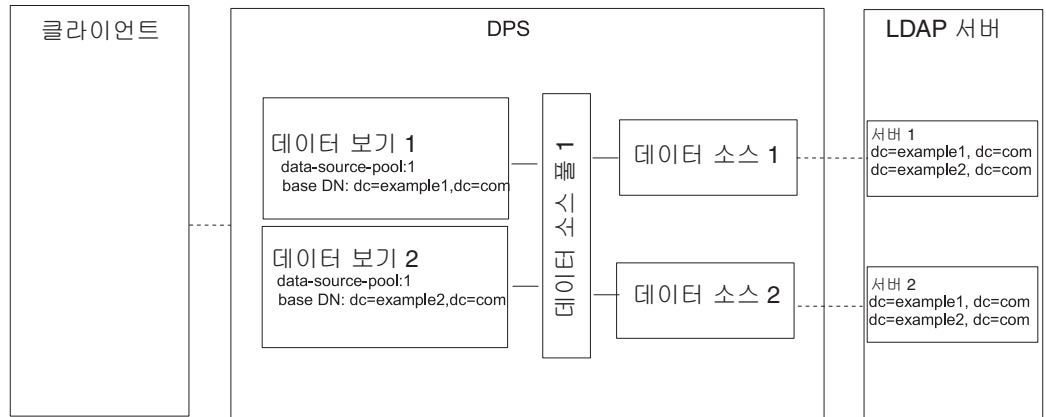 클라이언트
DPS
LDAP 서버
데이터 보기 1
data-source-pool:1
base DN: dc=example1,dc=com
데이터 보기 2
data-source-pool:1
base DN: dc=example2,dc=com
데이터 소스 풀 1
데이터 소스 1
데이터 소스 2
서버 1
dc=example1, dc=com
dc=example2, dc=com
서버 2
dc=example1, dc=com
dc=example2, dc=com